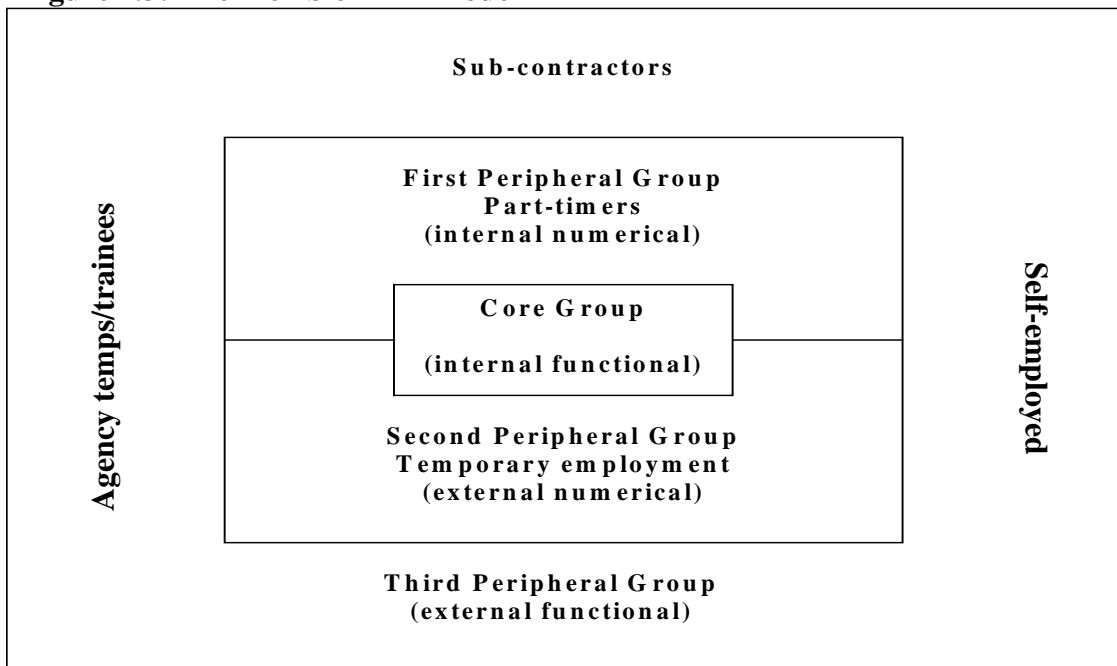 Sub-contractors
First Peripheral Group
Part-timers
(internal numerical)
Agency temps/trainees
Core Group
(internal functional)
Self-employed
Second Peripheral Group
Temporary employment
(external numerical)
Third Peripheral Group
(external functional)